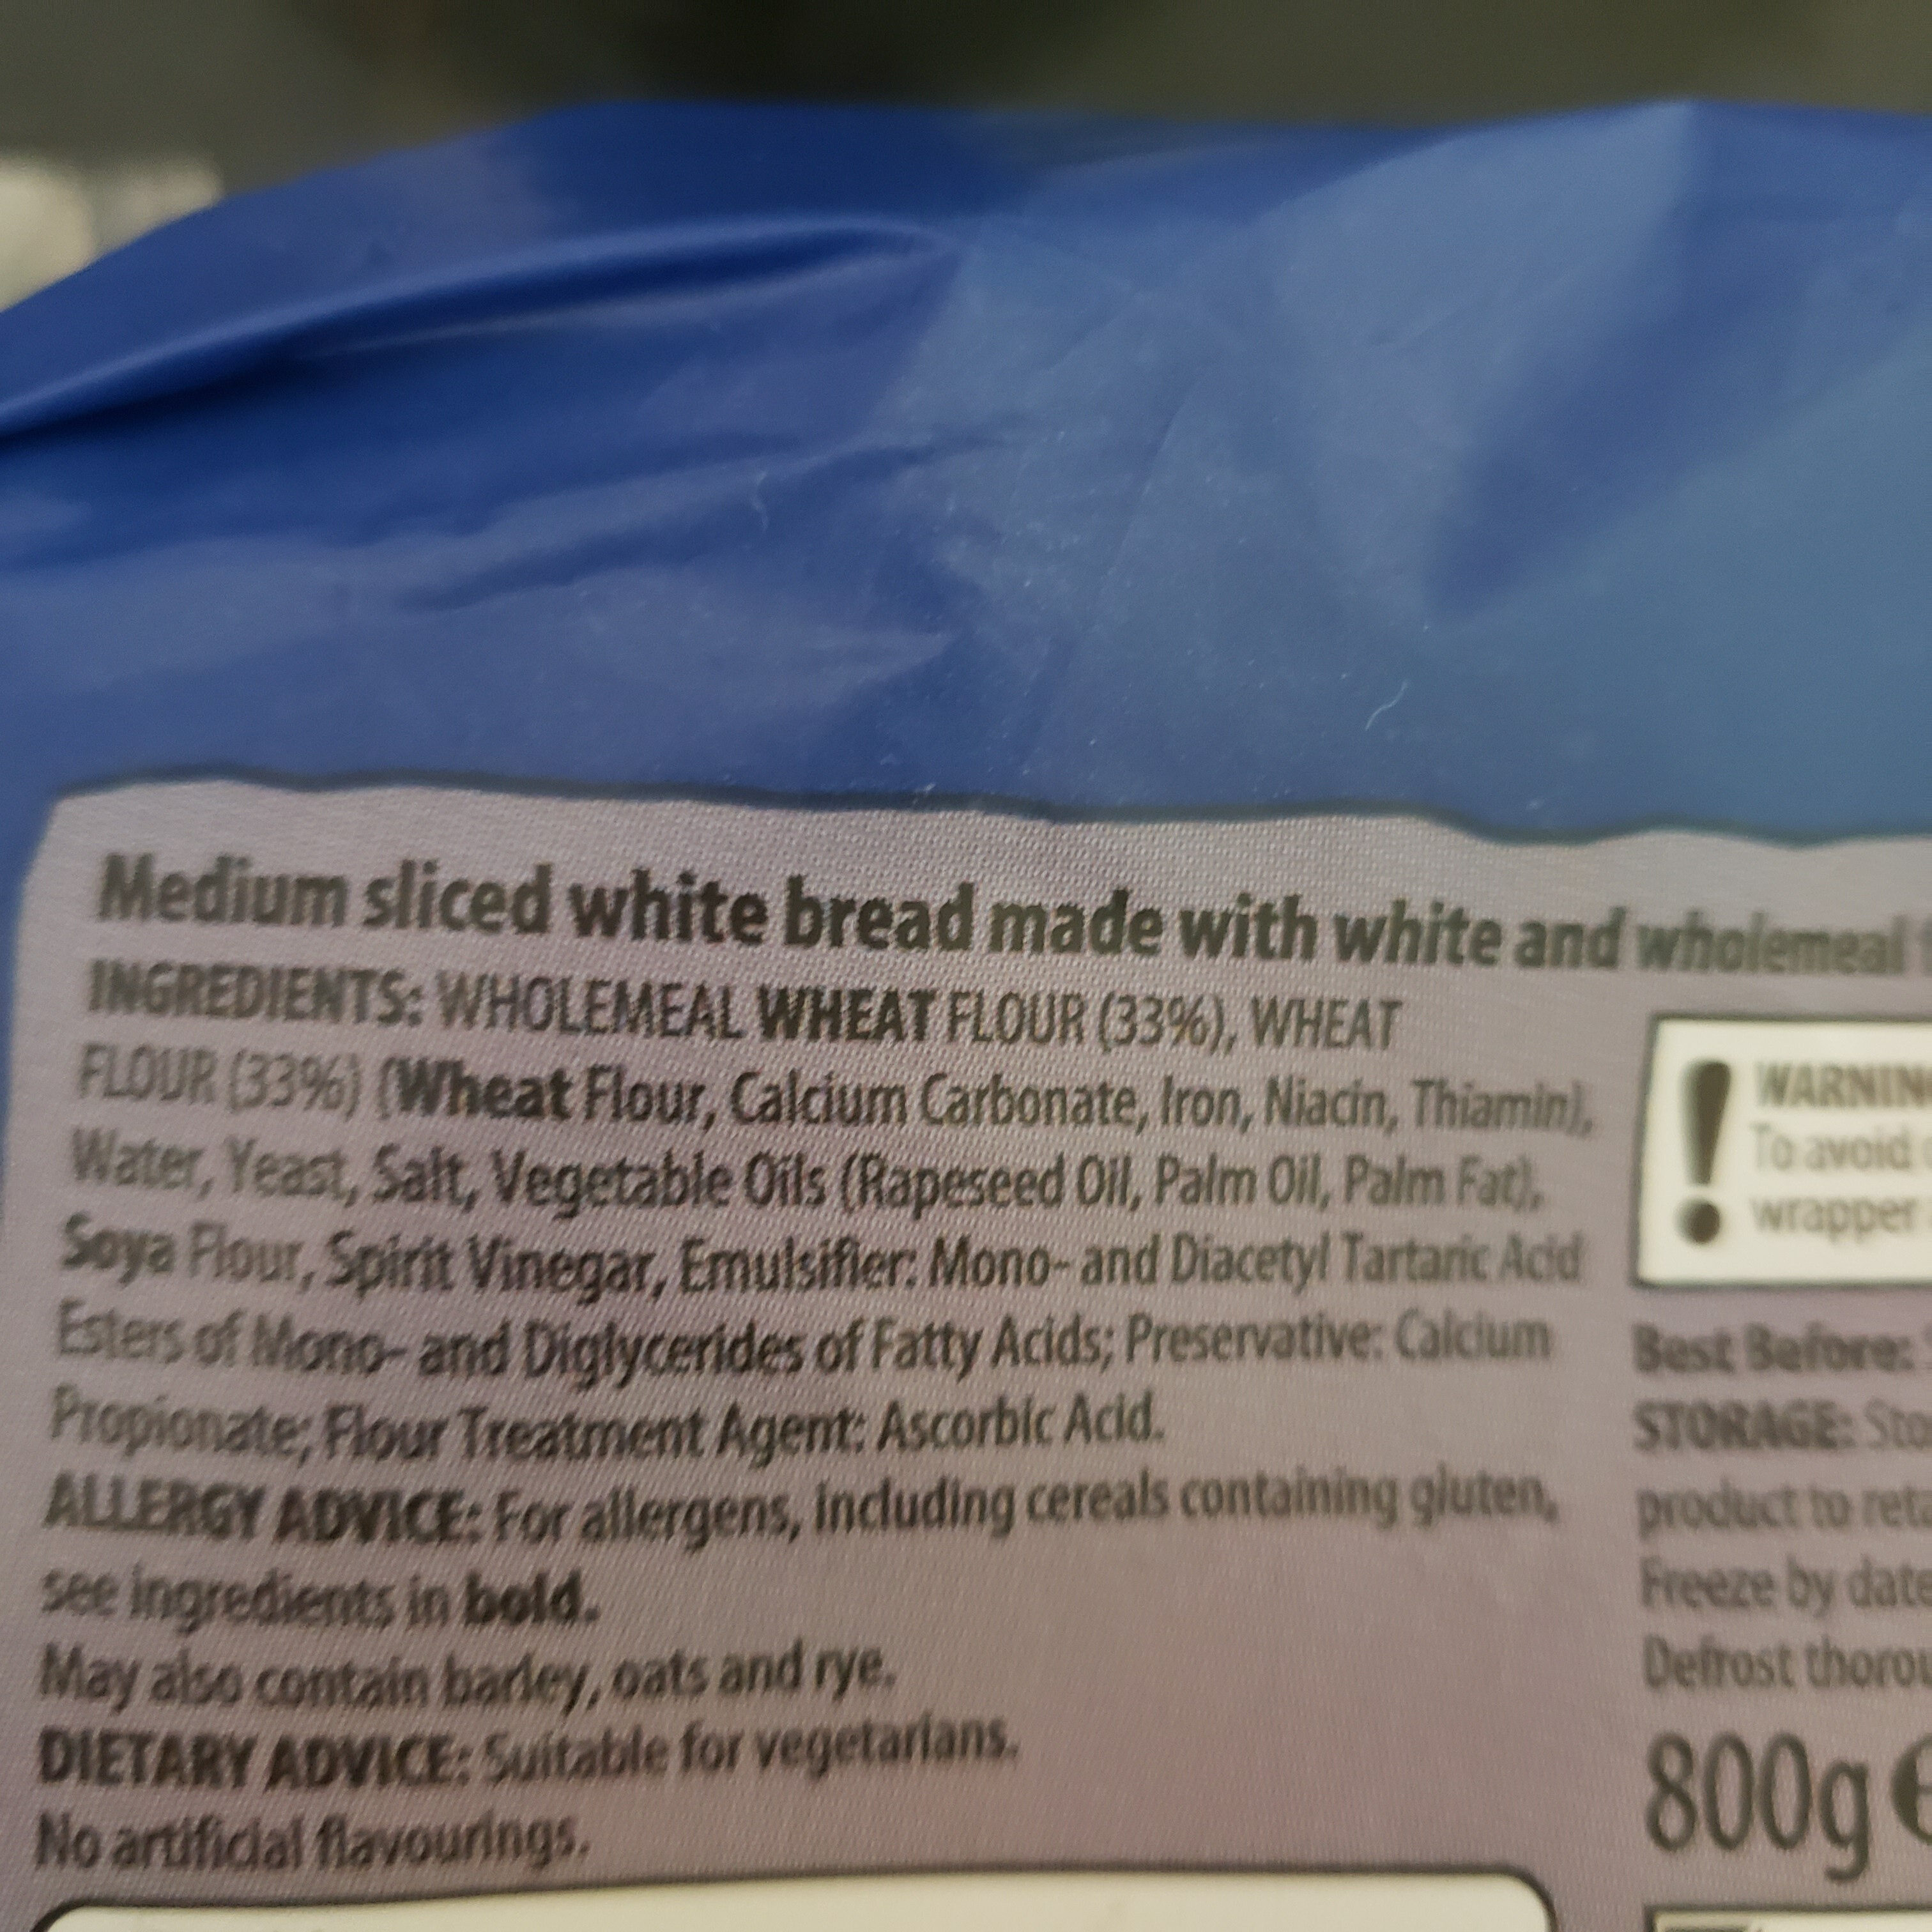 Medium sliced white bread made with white and wholemeal
INGREDIENTS: WHOLEMEAL WHEAT FLOUR (33%), WHEAT
FLOUR (33%) (Wheat Flour, Calcium Carbonate, Iron, Niacin, Thiamin),
Water, Yeast, Salt, Vegetable Oils (Rapeseed Oil, Palm Oil, Palm Fat),
Soya Flour, Spirit Vinegar, Emulsifier: Mono- and Diacetyl Tartaric Acid
Esters of Mono- and Diglycerides of Fatty Acids; Preservative: Calcium
Propionate; Flour Treatment Agent: Ascorbic Acid.
ALLERGY ADVICE: For allergens, including cereals containing gluten,
see ingredients in bold.
May also contain barley, oats and rye.
DIETARY ADVICE: Suitable for vegetarians.
No artificial flavourings.
! WARNIN
To avoid
wrapper
Best Before:
STORAGE: Sto
product to reta
Freeze by date
Defrost thorou
800g e